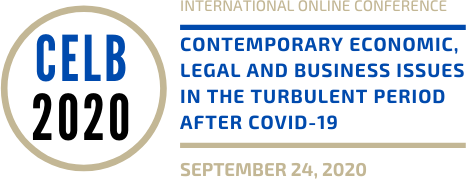 CELB
2020
INTERNATIONAL ONLINE CONFERENCE
CONTEMPORARY ECONOMIC,
LEGAL AND BUSINESS ISSUES
IN THE TURBULENT PERIOD
AFTER COVID-19
SEPTEMBER 24, 2020